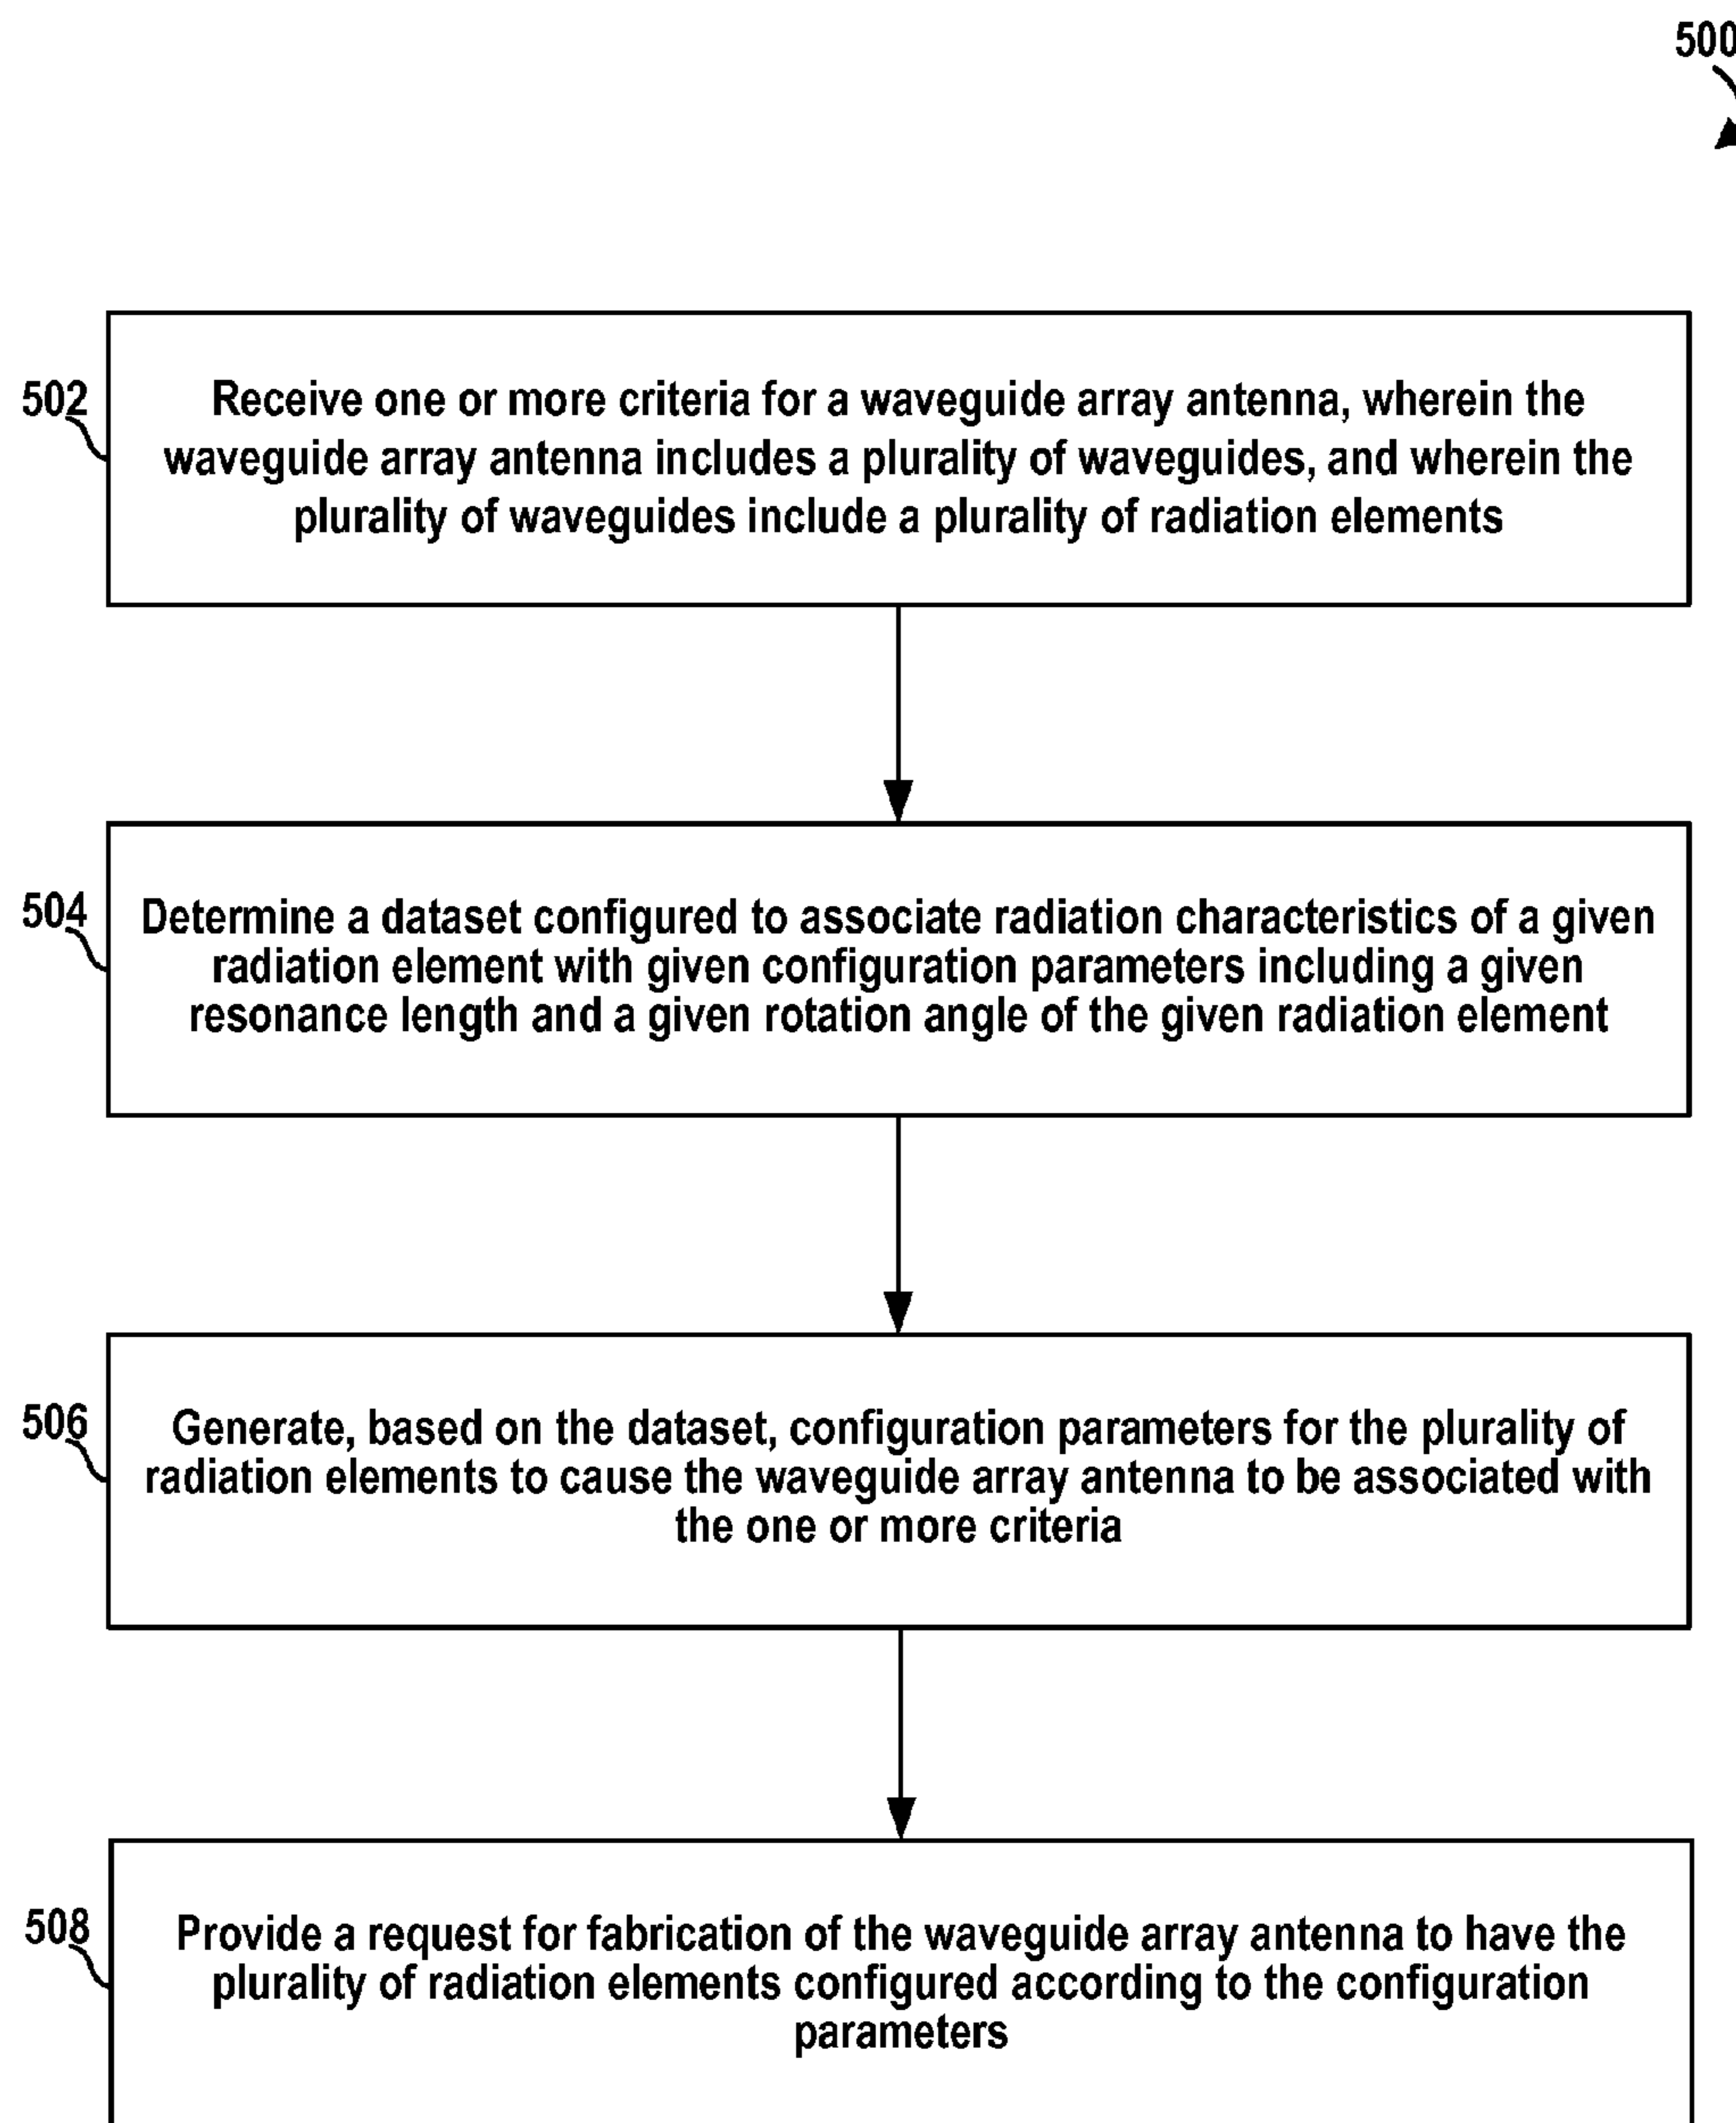 500
502
Receive one or more criteria for a waveguide array antenna, wherein the
waveguide array antenna includes a plurality of waveguides, and wherein the
plurality of waveguides include a plurality of radiation elements
504
Determine a dataset configured to associate radiation characteristics of a given
radiation element with given configuration parameters including a given
resonance length and a given rotation angle of the given radiation element
506
Generate, based on the dataset, configuration parameters for the plurality of
radiation elements to cause the waveguide array antenna to be associated with
the one or more criteria
508
Provide a request for fabrication of the waveguide array antenna to have the
plurality of radiation elements configured according to the configuration
parameters